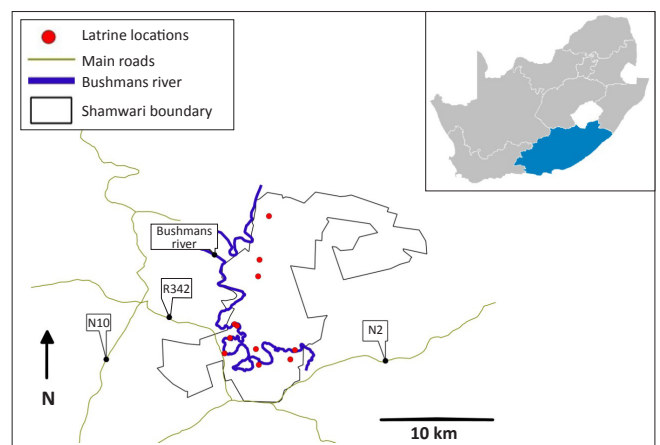 Latrine locations
Main roads
Bushmans river
Shamwari boundary
Bushmans
river
R342
N10
N2
N
10 km